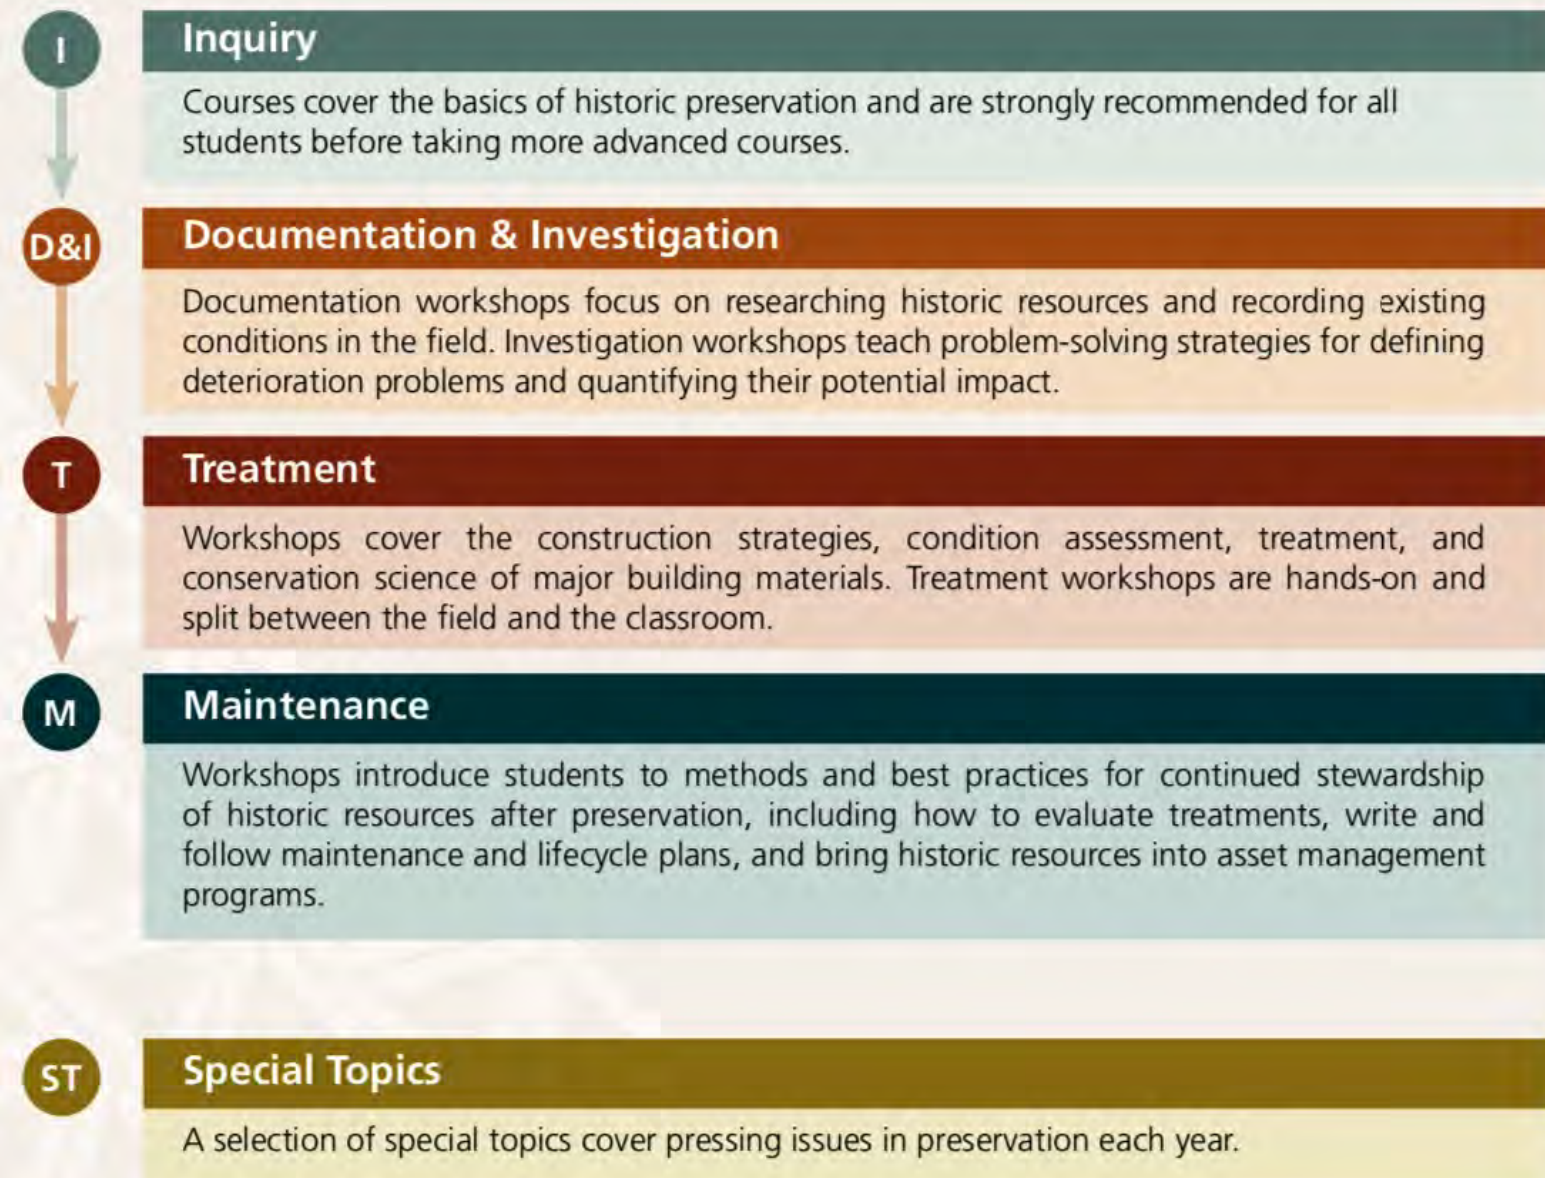 I
Inquiry
Courses cover the basics of historic preservation and are strongly recommended for all
students before taking more advanced courses.
D&I
Documentation & Investigation
Documentation workshops focus on researching historic resources and recording existing
conditions in the field. Investigation workshops teach problem-solving strategies for defining
deterioration problems and quantifying their potential impact.
T
Treatment
Workshops cover the construction strategies, condition assessment, treatment, and
conservation science of major building materials. Treatment workshops are hands-on and
split between the field and the classroom.
M
Maintenance
Workshops introduce students to methods and best practices for continued stewardship
of historic resources after preservation, including how to evaluate treatments, write and
follow maintenance and lifecycle plans, and bring historic resources into asset management
programs.
ST
Special Topics
A selection of special topics cover pressing issues in preservation each year.